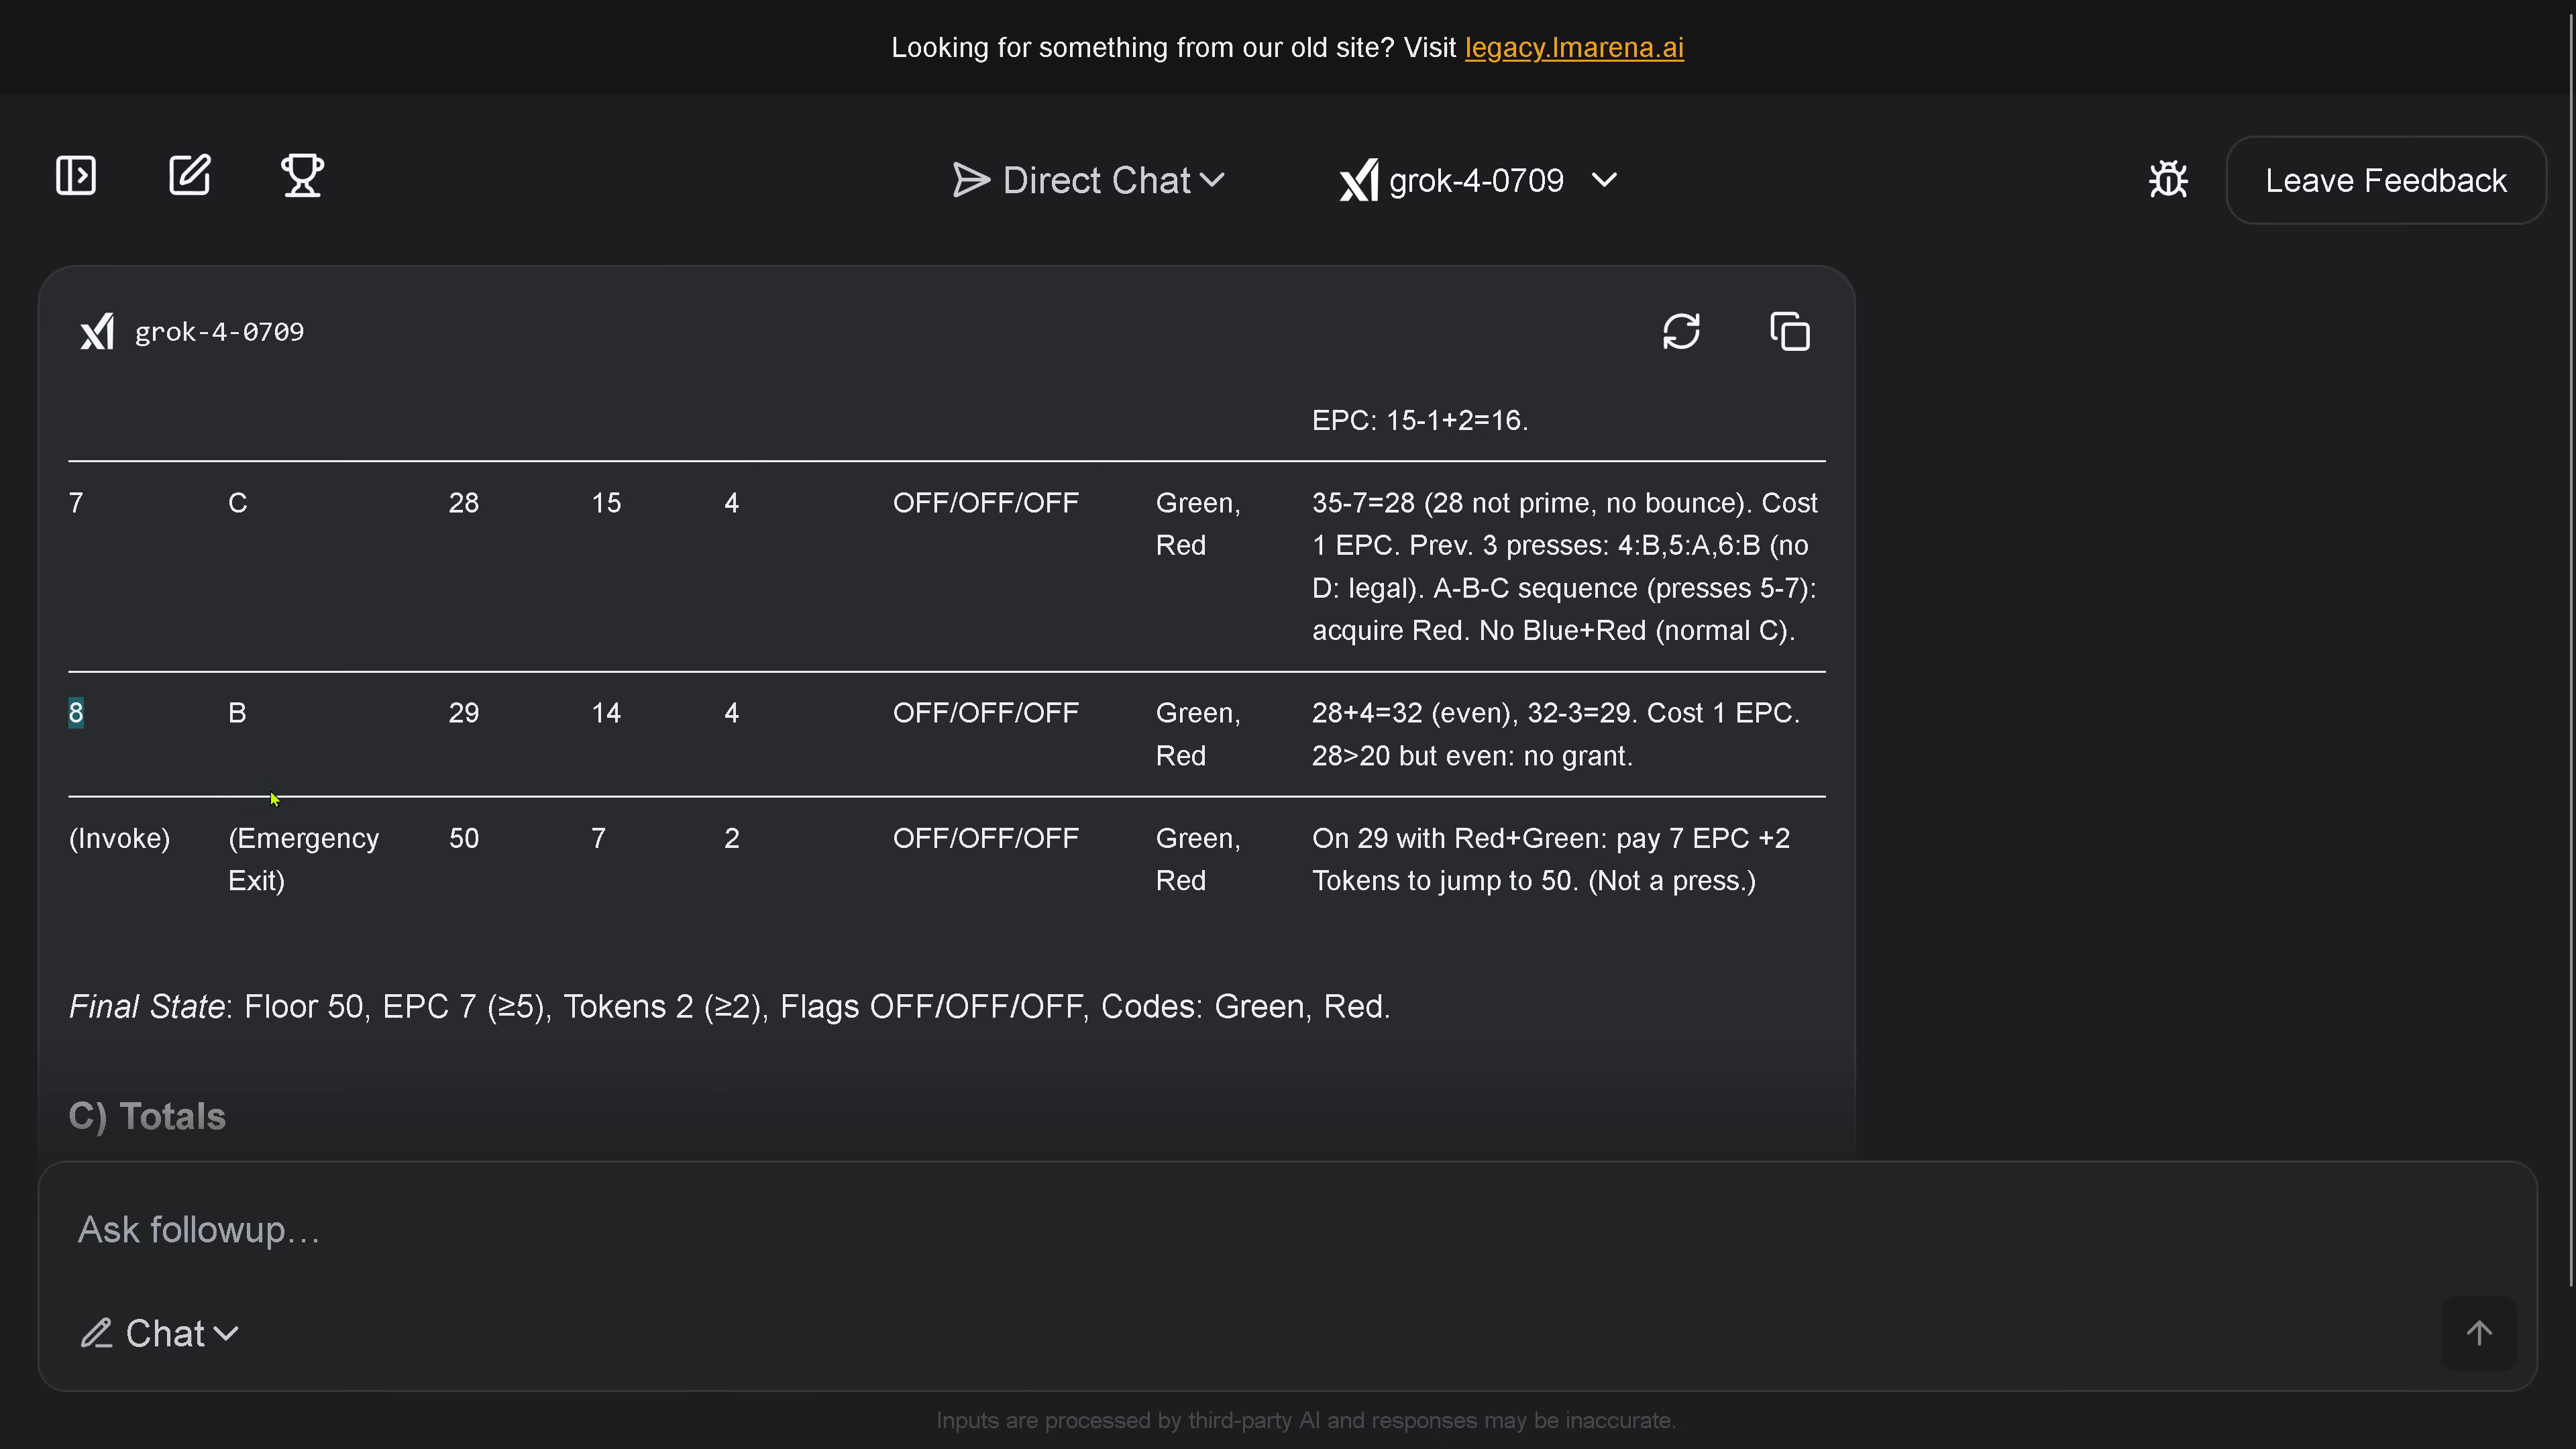 Looking for something from our old site? Visit legacy.lmarena.ai
Direct Chat
grok-4-0709
Leave Feedback
grok-4-0709
EPC: 15-1+2=16.
7 C 28 15 4 OFF/OFF/OFF Green, 35-7=28 (28 not prime, no bounce). Cost
Red 1 EPC. Prev. 3 presses: 4:B,5:A,6:B (no
D: legal). A-B-C sequence (presses 5-7):
acquire Red. No Blue+Red (normal C).
8 B 29 14 4 OFF/OFF/OFF Green, 28+4=32 (even), 32-3=29. Cost 1 EPC.
Red 28>20 but even: no grant.
(Invoke) (Emergency 50 7 2 OFF/OFF/OFF Green, On 29 with Red+Green: pay 7 EPC +2
Exit) Red Tokens to jump to 50. (Not a press.)
Final State: Floor 50, EPC 7 (≥5), Tokens 2 (≥2), Flags OFF/OFF/OFF, Codes: Green, Red.
C) Totals
Ask followup…
Chat
Inputs are processed by third-party AI and responses may be inaccurate.